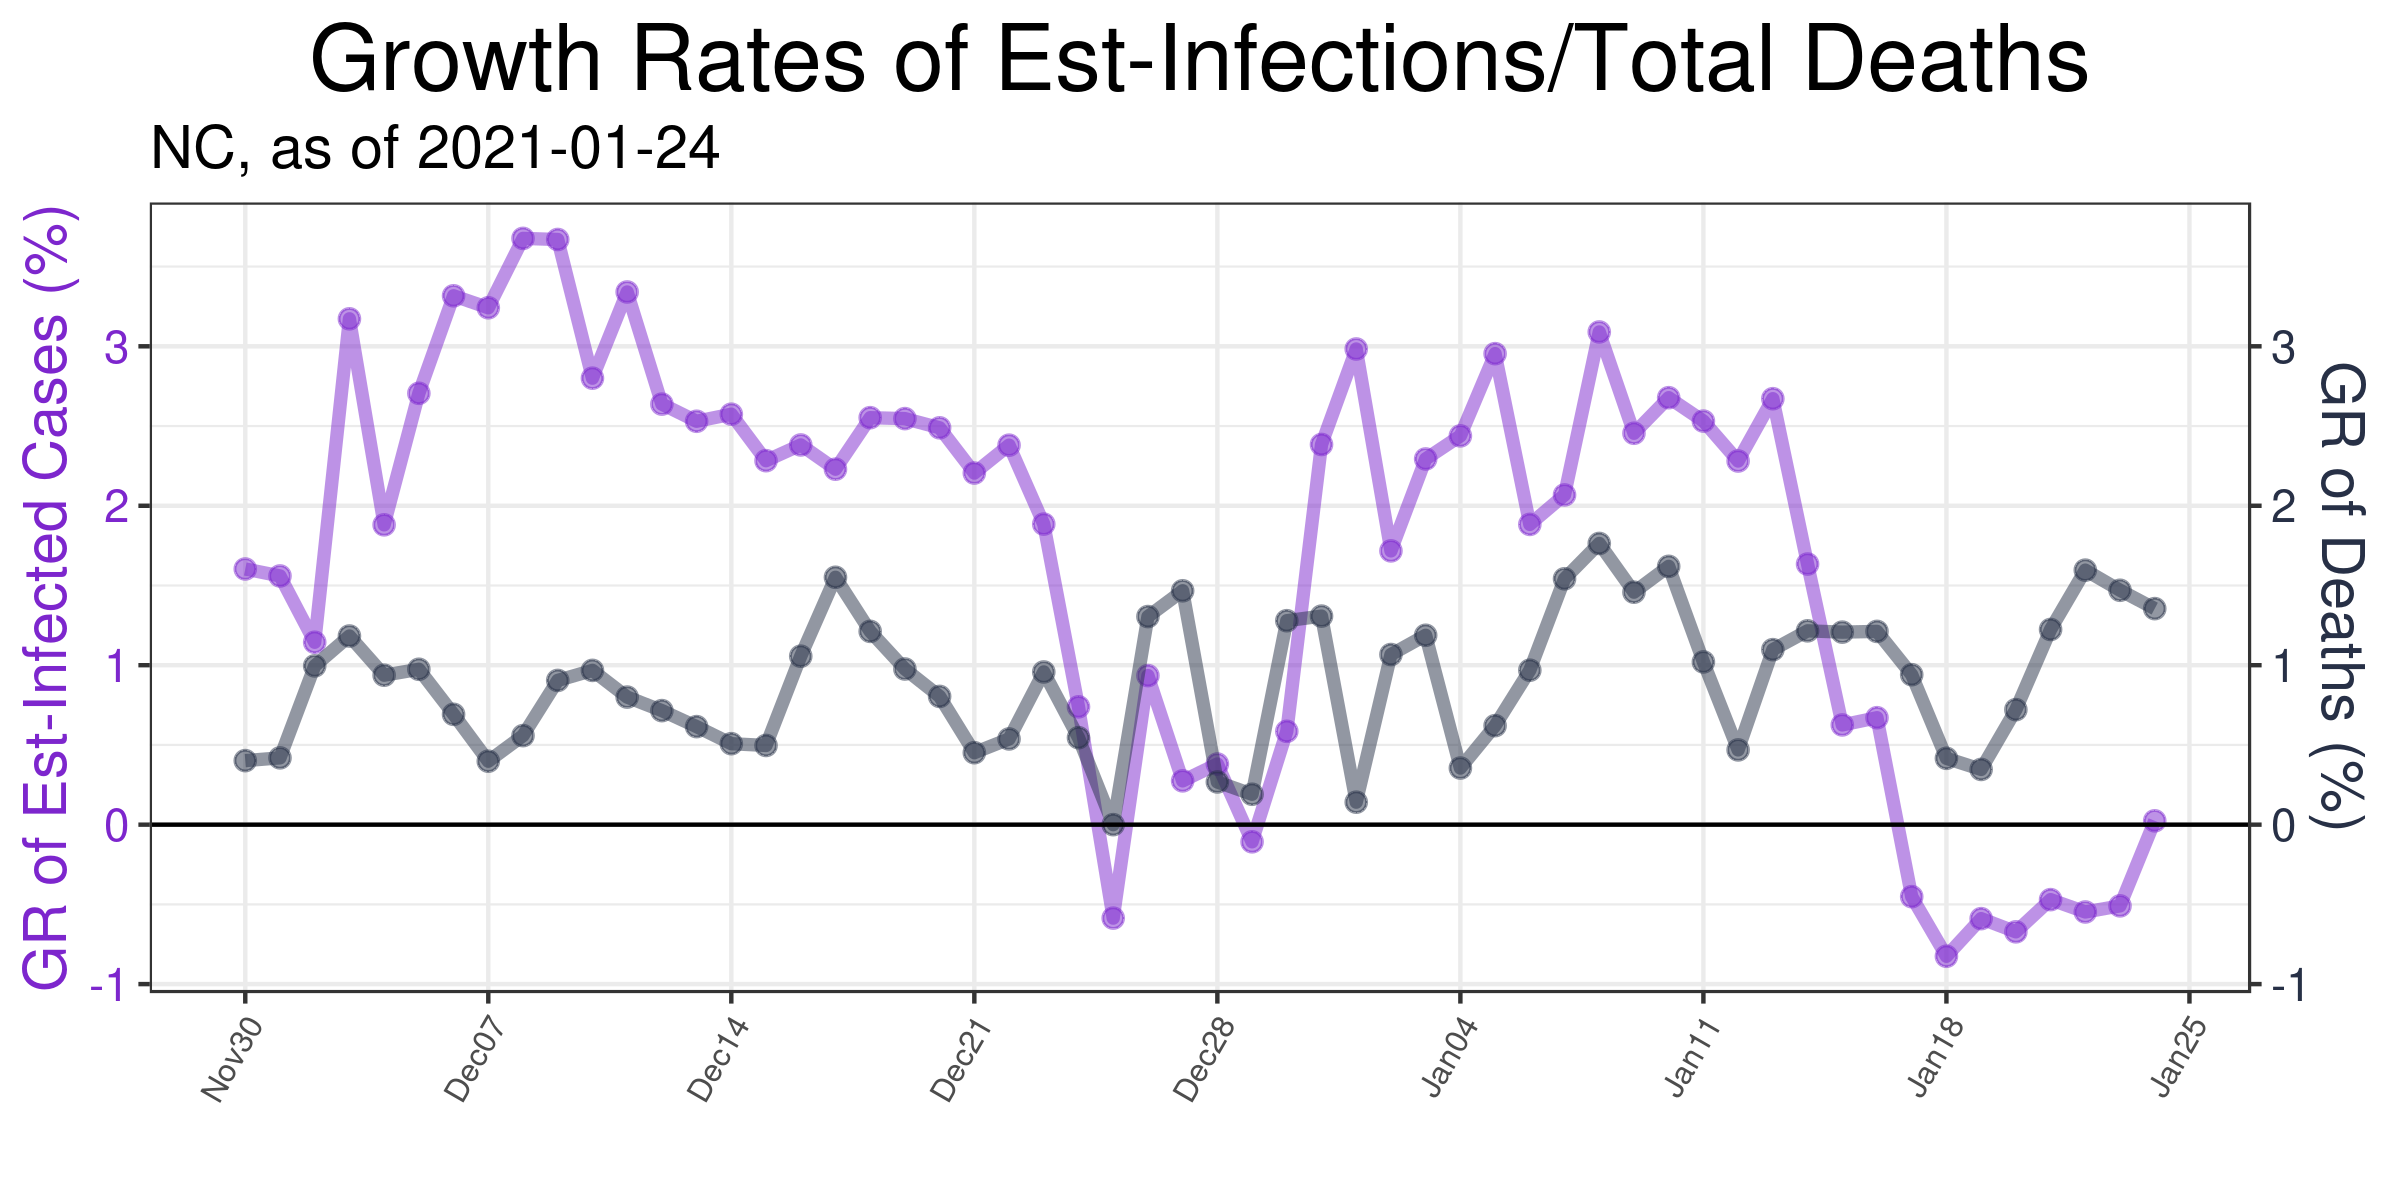 Growth Rates of Est-Infections/Total Deaths
NC, as of 2021-01-24
GR of Est-Infected Cases (%)
3
2
1
0
-1
3
2
1
0
-1
GR of Deaths (%)
Nov30
Dec07
Dec14
Dec21
Dec28
Jan04
Jan11
Jan18
Jan25